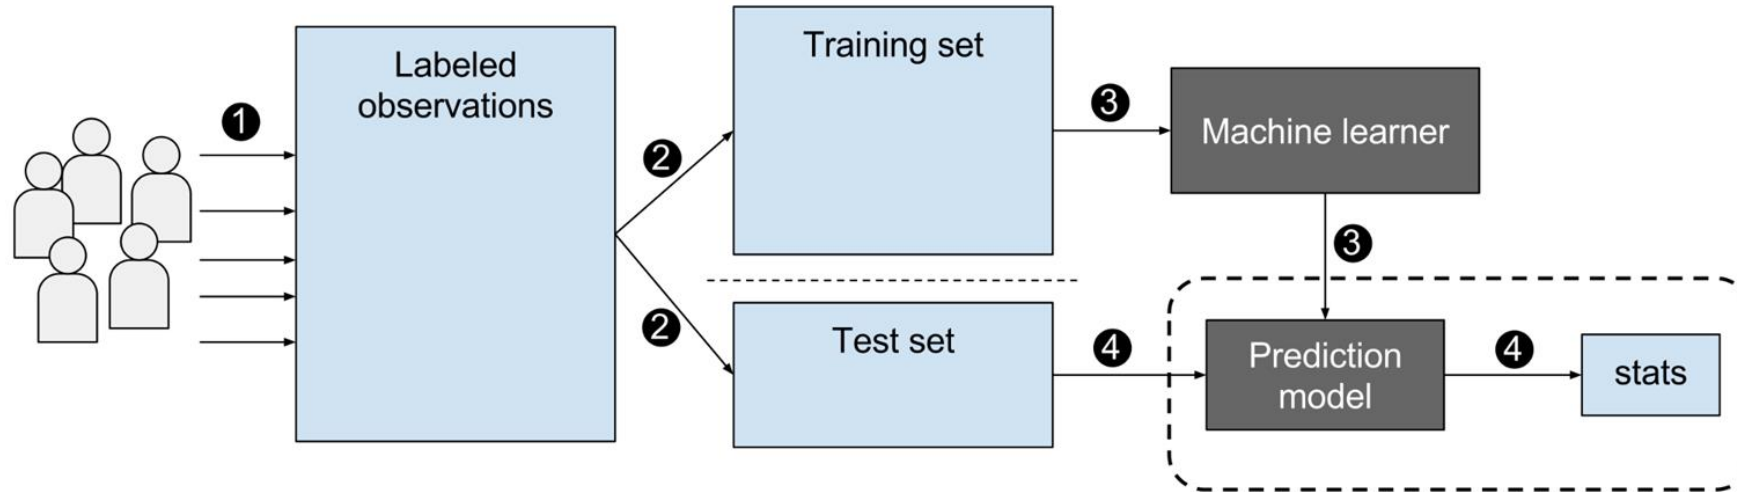 1
Labeled
observations
2
2
Training set
Test set
3
Machine learner
3
4
Prediction
model
4
stats